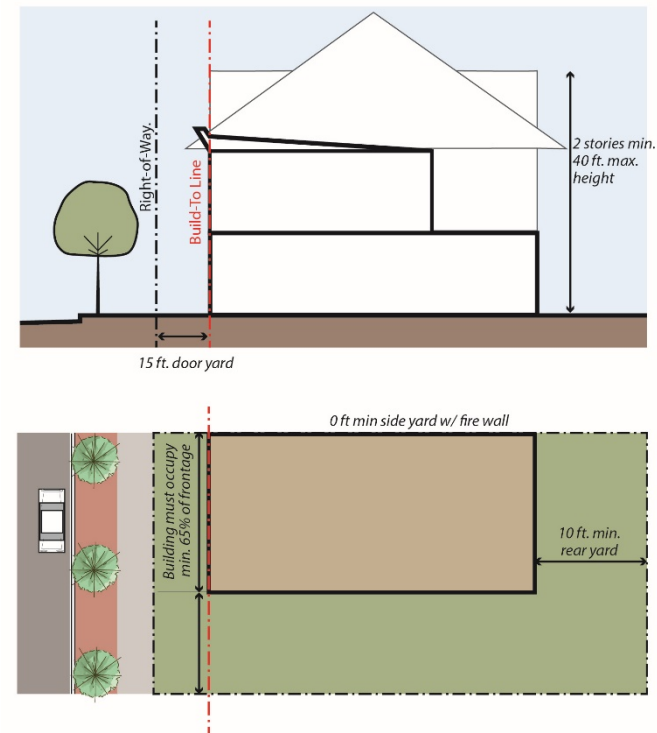 Right-of-Way.
Build-To Line
2 stories min.
40 ft. max.
height
15 ft. door yard
0 ft min side yard w/ fire wall
Building must occupy
min. 65% of frontage
10 ft. min.
rear yard